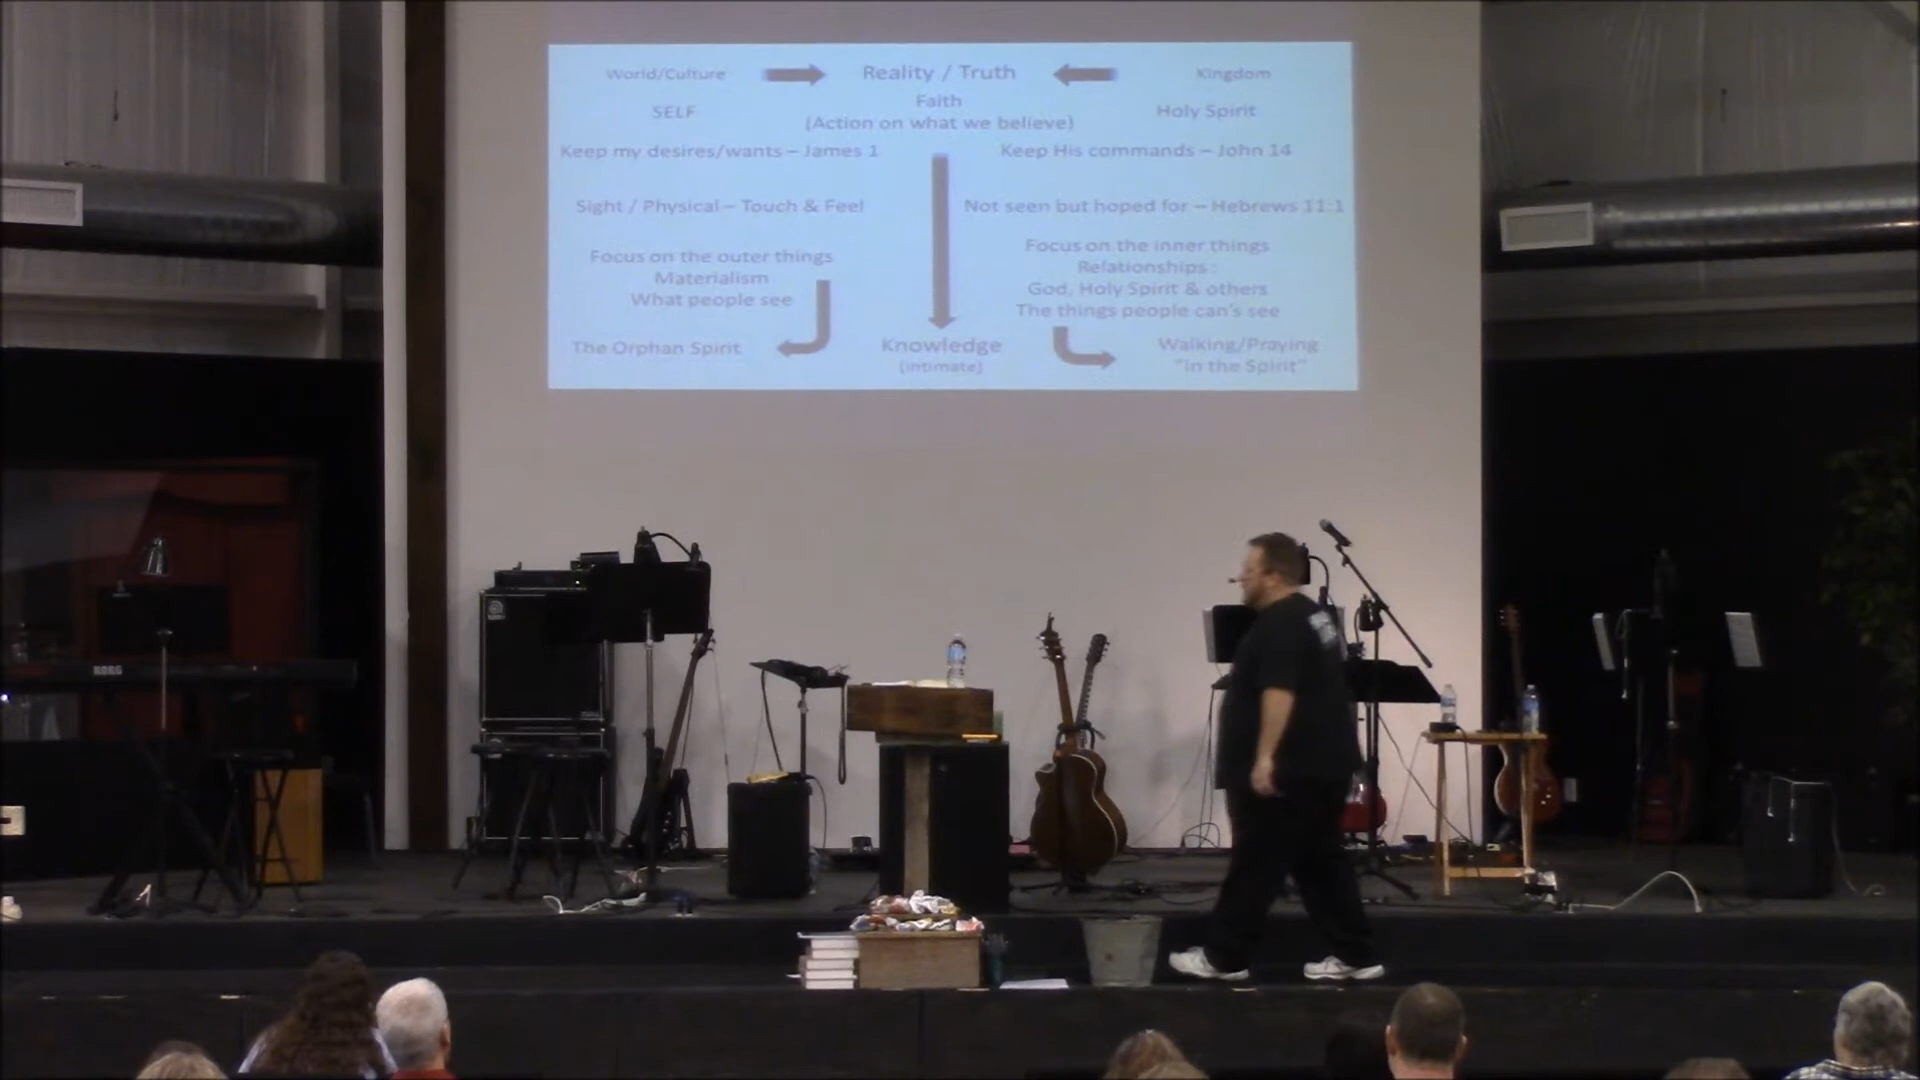 World/Culture Reality / Truth Kingdom
SELF Faith Holy Spirit
(Action on what we believe)
Keep my desires/wants – James 1 Keep His commands – John 14
Sight / Physical – Touch & Feel Not seen but hoped for – Hebrews 11:1
Focus on the outer things
Materialism
What people see
Focus on the inner things
Relationships:
God, Holy Spirit & others
The things people can's see
The Orphan Spirit Knowledge
(intimate)
Walking/Praying
"in the Spirit"
KORG